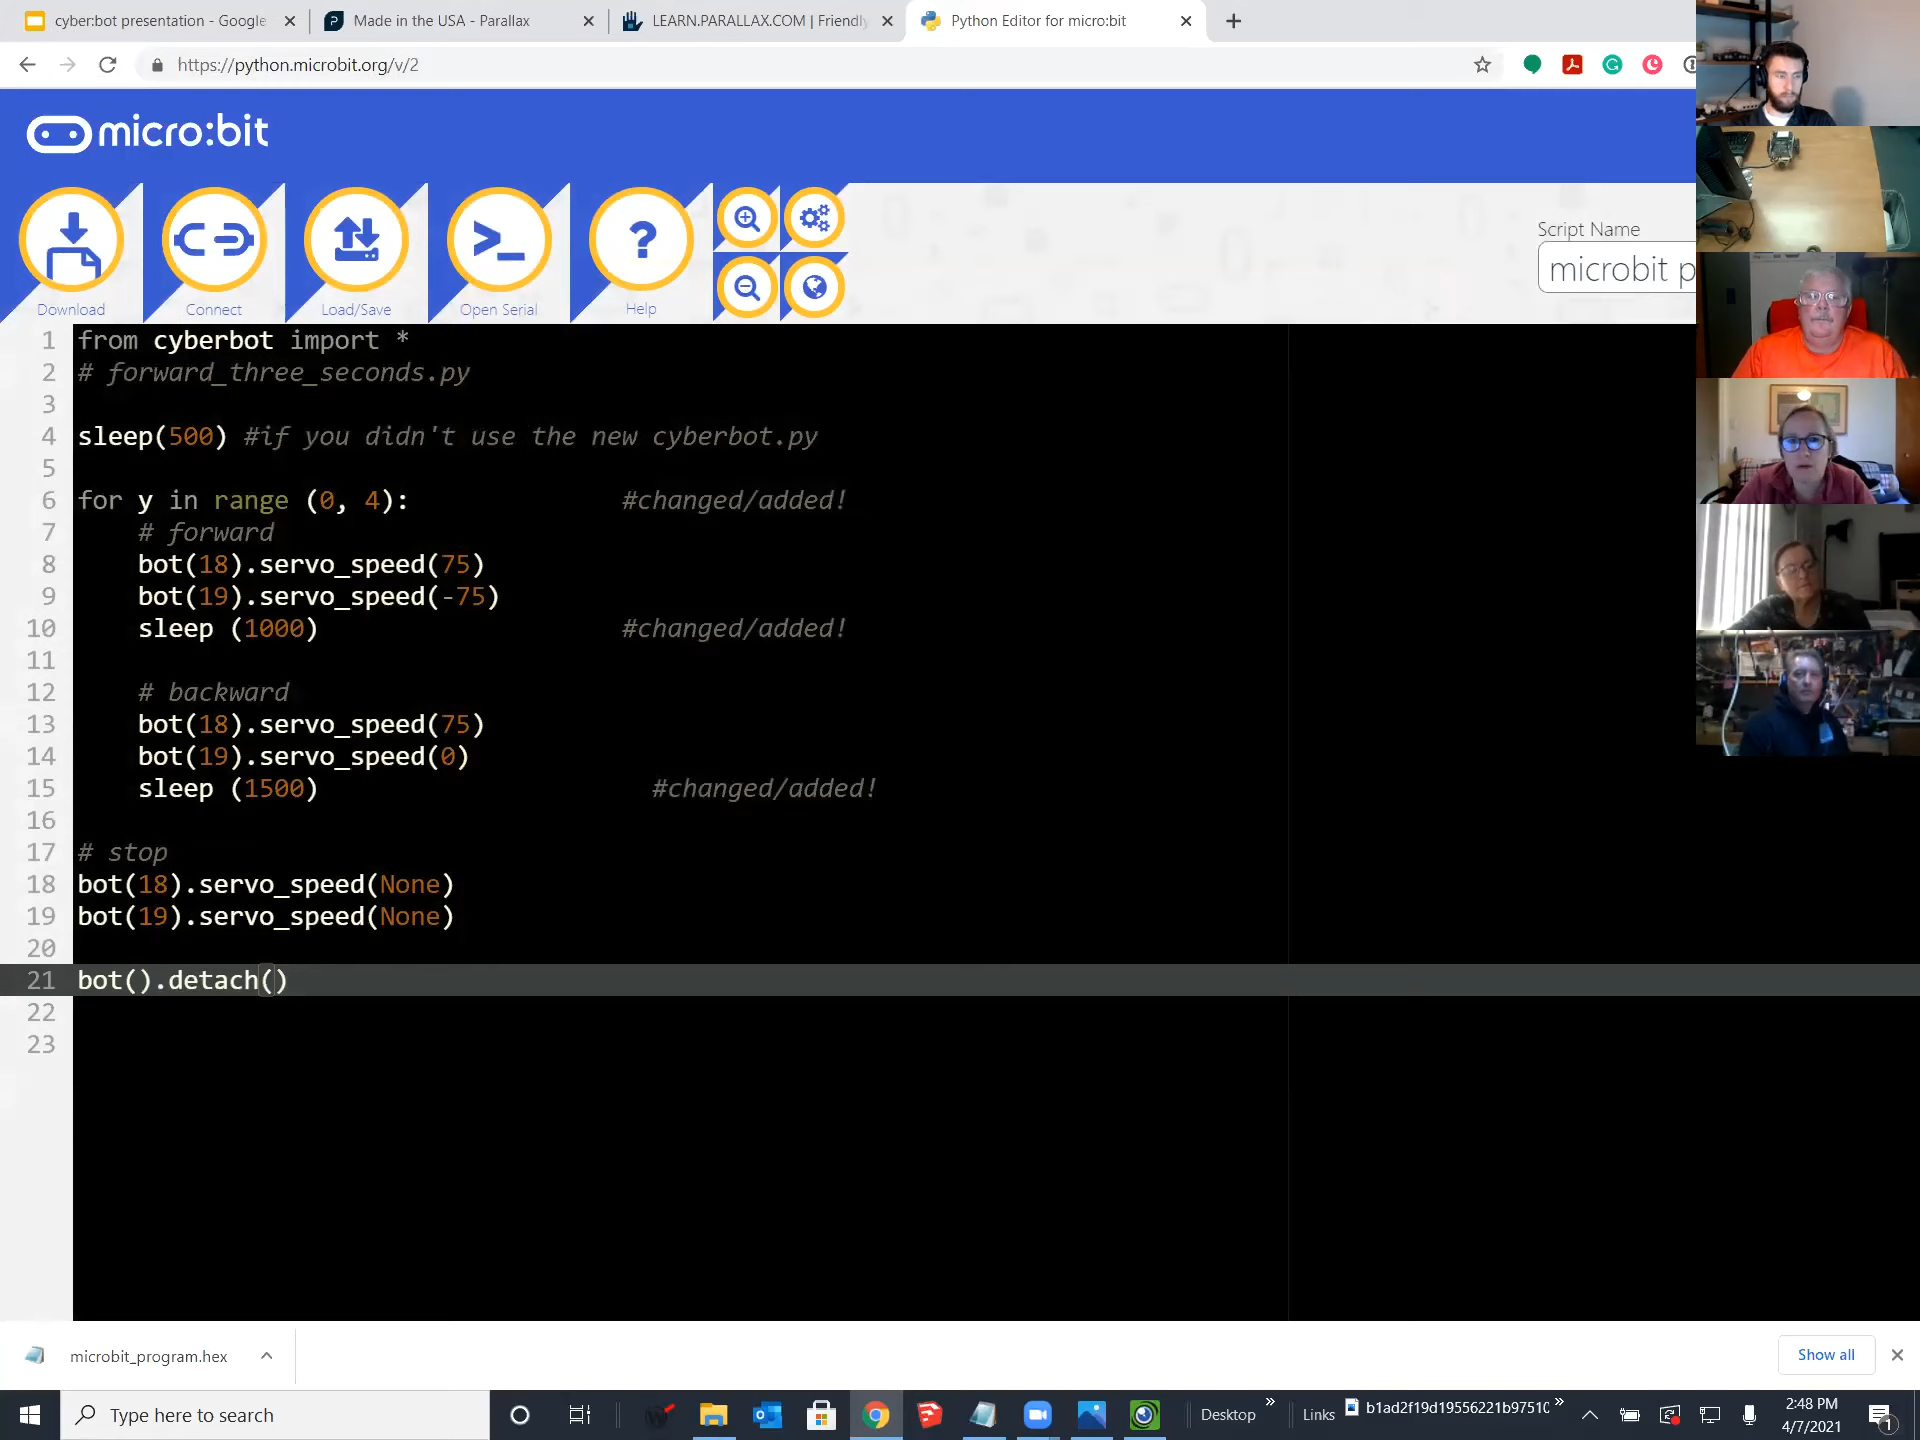 cyber:bot presentation - Google
Made in the USA - Parallax
LEARN.PARALLAX.COM | Friendly
Python Editor for micro:bit
https://python.microbit.org/v/2
micro:bit
Download
Connect
Load/Save
Open Serial
Help
Script Name
microbit p
1 from cyberbot import *
2 # forward_three_seconds.py
3
4 sleep(500) #if you didn't use the new cyberbot.py
5
6 for y in range (0, 4): #changed/added!
7 # forward
8 bot(18).servo_speed(75)
9 bot(19).servo_speed(-75)
10 sleep (1000) #changed/added!
11
12 # backward
13 bot(18).servo_speed(75)
14 bot(19).servo_speed(0)
15 sleep (1500) #changed/added!
16
17 # stop
18 bot(18).servo_speed(None)
19 bot(19).servo_speed(None)
20
21 bot().detach()
22
23
microbit_program.hex
Show all
Type here to search
Desktop
Links
b1ad2f19d19556221b9751(
2:48 PM
4/7/2021
1